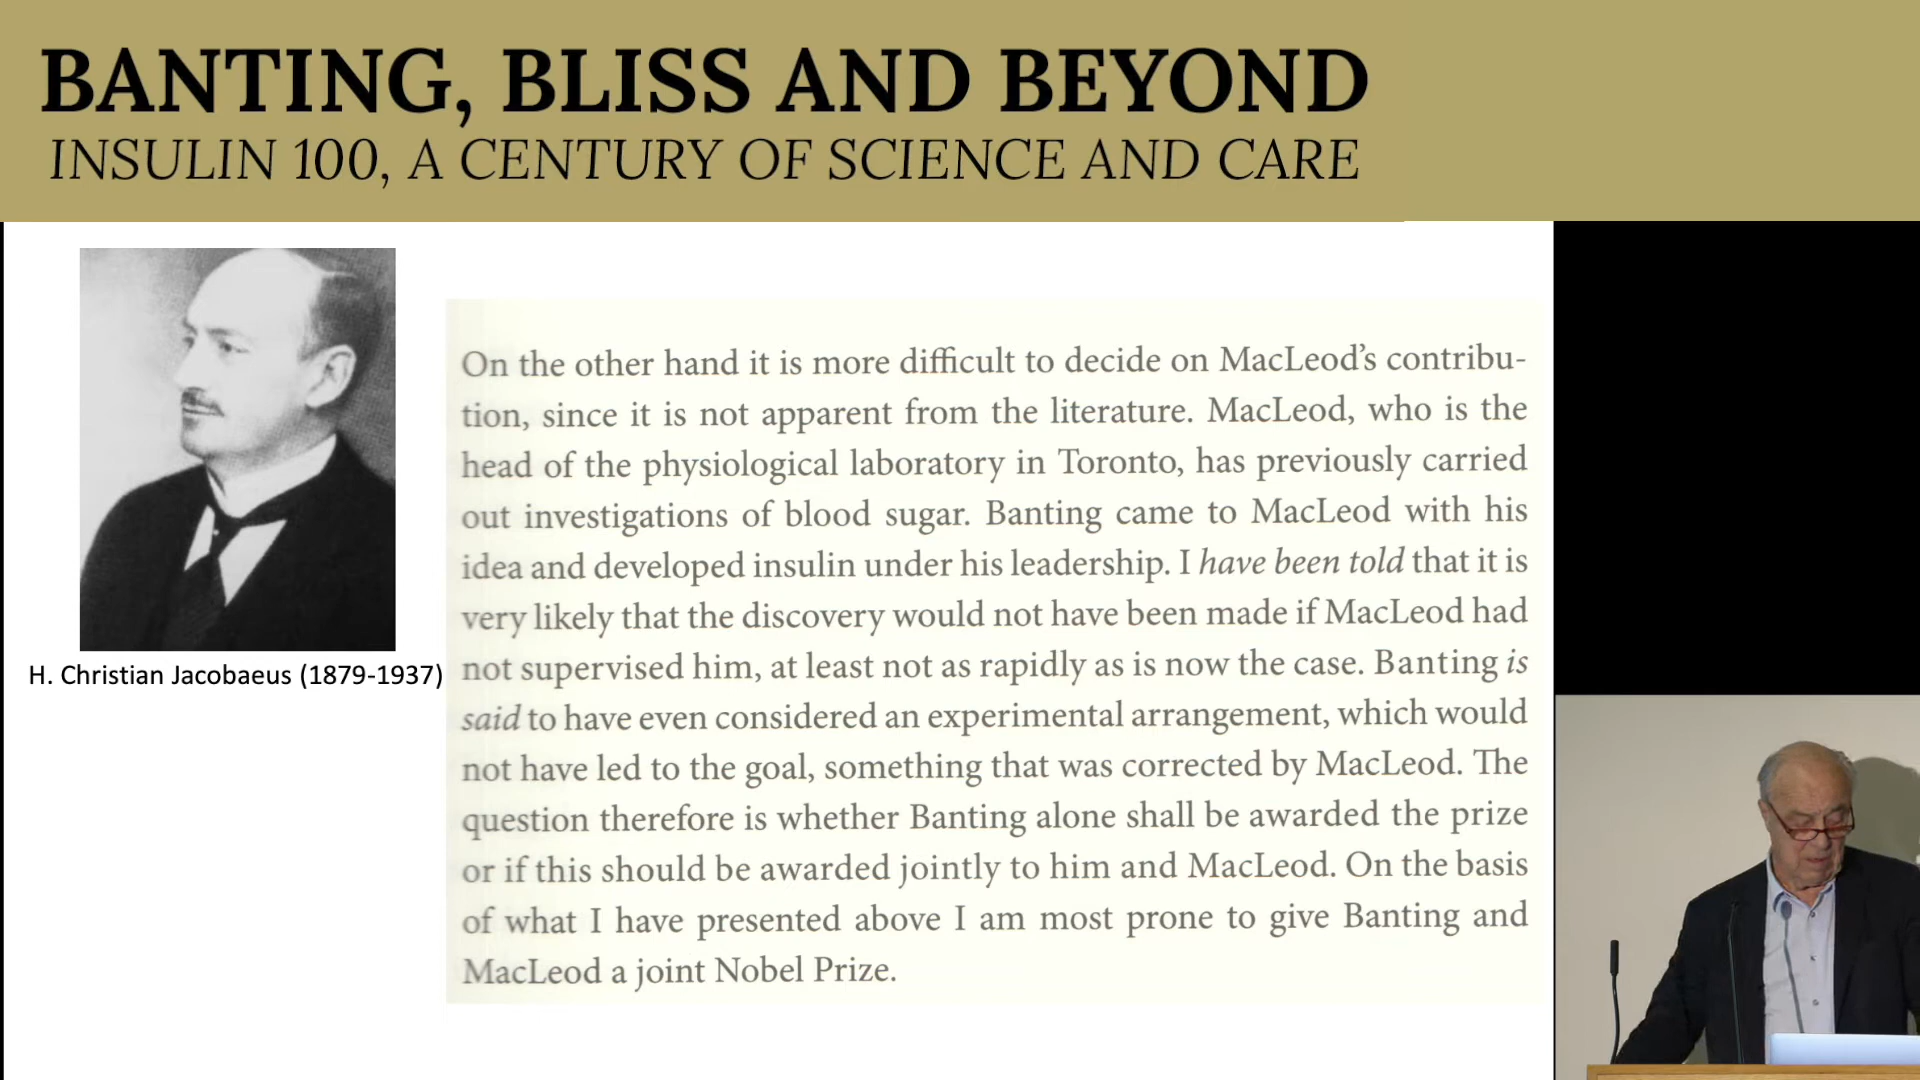 BANTING, BLISS AND BEYOND
INSULIN 100, A CENTURY OF SCIENCE AND CARE
H. Christian Jacobaeus (1879-1937)
On the other hand it is more difficult to decide on MacLeod’s contribu-
tion, since it is not apparent from the literature. MacLeod, who is the
head of the physiological laboratory in Toronto, has previously carried
out investigations of blood sugar. Banting came to MacLeod with his
idea and developed insulin under his leadership. I have been told that it is
very likely that the discovery would not have been made if MacLeod had
not supervised him, at least not as rapidly as is now the case. Banting is
said to have even considered an experimental arrangement, which would
not have led to the goal, something that was corrected by MacLeod. The
question therefore is whether Banting alone shall be awarded the prize
or if this should be awarded jointly to him and MacLeod. On the basis
of what I have presented above I am most prone to give Banting and
MacLeod a joint Nobel Prize.